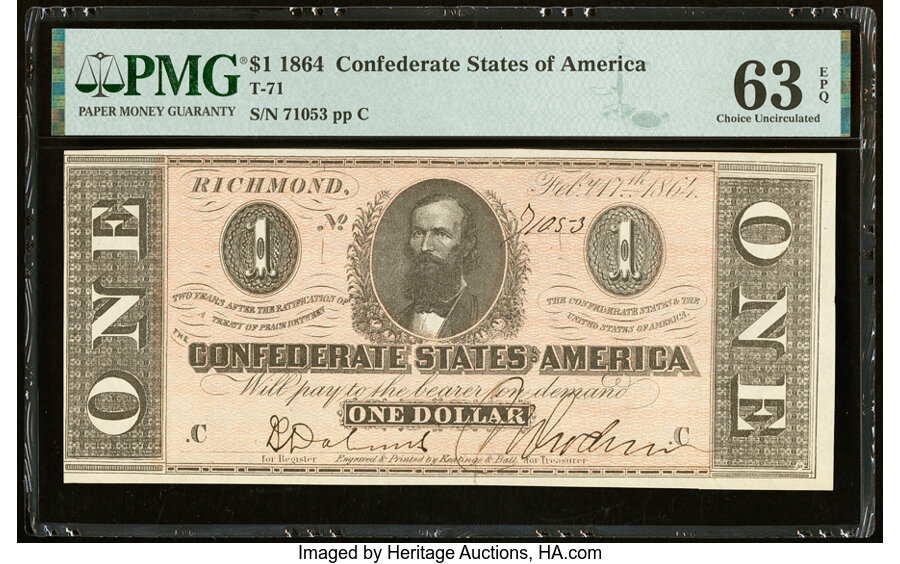 PMG® $1 1864 Confederate States of America
PAPER MONEY GUARANTY
T-71
S/N 71053 pp C
63 EPQ
Choice Uncirculated
ONE
RICHMOND,
Feb.y 17th 1864.
No 71053
1
1
TWO YEARS AFTER THE RATIFICATION OF
A TREATY OF PEACE BETWEEN
THE CONFEDERATE STATES & THE
UNITED STATES OF AMERICA.
THE
CONFEDERATE STATES OF AMERICA
Will pay to the bearer on demand
ONE DOLLAR
.C
.C
for Register
Engraved & Printed by Keatinge & Ball.
for Treasurer
ONE
Imaged by Heritage Auctions, HA.com